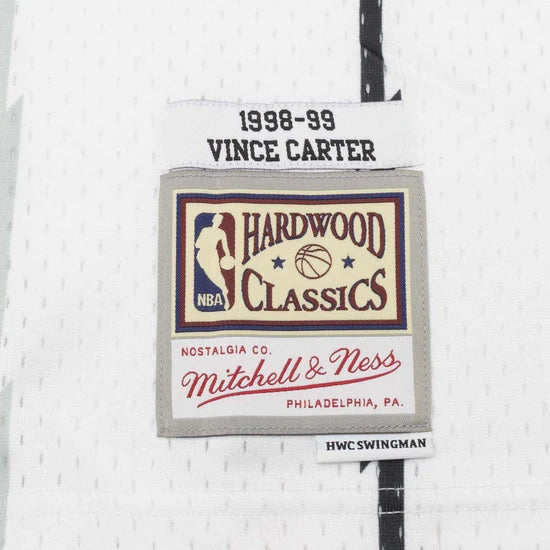 1998-99
VINCE CARTER
HARDWOOD
CLASSICS
NBA
NOSTALGIA CO.
Mitchell & Ness
PHILADELPHIA, PA.
HWC SWINGMAN